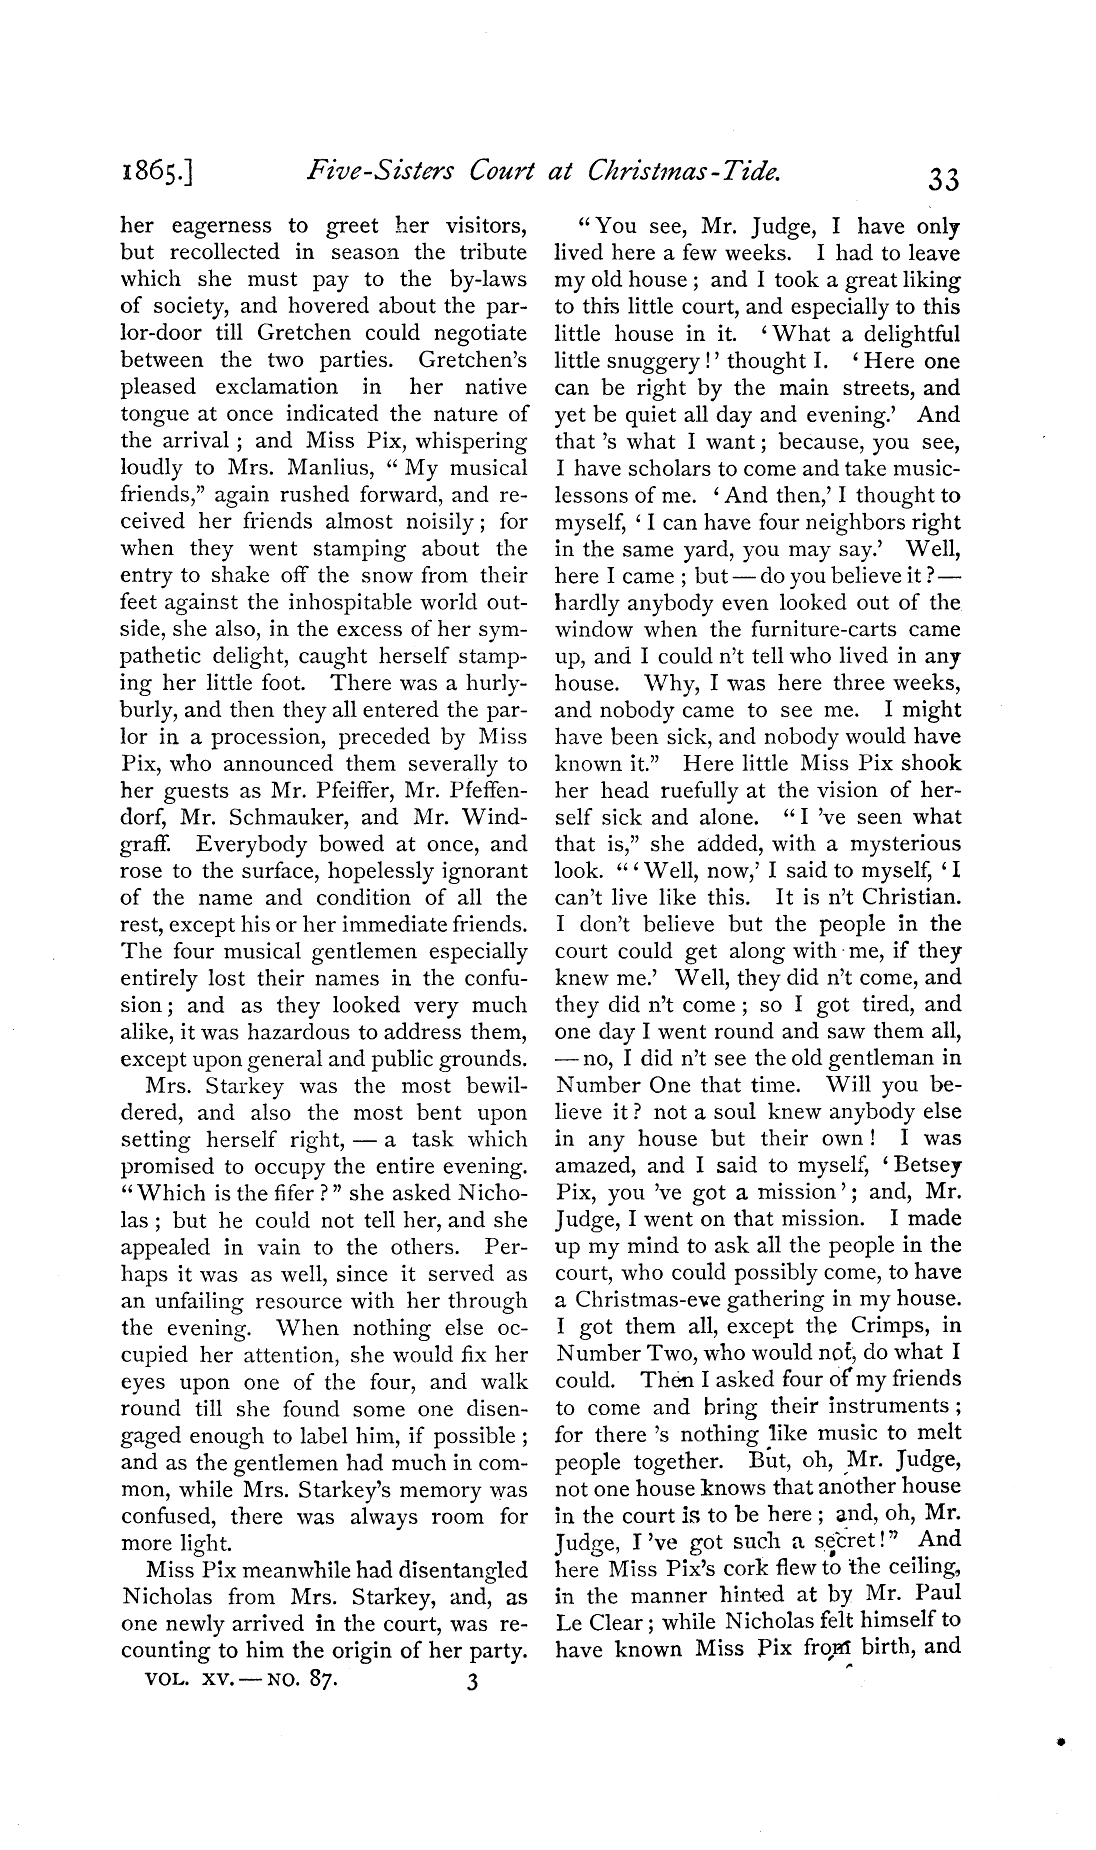 1865.] Five-Sisters Court at Christmas-Tide. 33
her eagerness to greet her visitors,
but recollected in season the tribute
which she must pay to the by-laws
of society, and hovered about the par-
lor-door till Gretchen could negotiate
between the two parties. Gretchen's
pleased exclamation in her native
tongue at once indicated the nature of
the arrival; and Miss Pix, whispering
loudly to Mrs. Manlius, "My musical
friends," again rushed forward, and re-
ceived her friends almost noisily; for
when they went stamping about the
entry to shake off the snow from their
feet against the inhospitable world out-
side, she also, in the excess of her sym-
pathetic delight, caught herself stamp-
ing her little foot. There was a hurly-
burly, and then they all entered the par-
lor in a procession, preceded by Miss
Pix, who announced them severally to
her guests as Mr. Pfeiffer, Mr. Pfeffen-
dorf, Mr. Schmauker, and Mr. Wind-
graff. Everybody bowed at once, and
rose to the surface, hopelessly ignorant
of the name and condition of all the
rest, except his or her immediate friends.
The four musical gentlemen especially
entirely lost their names in the confu-
sion; and as they looked very much
alike, it was hazardous to address them,
except upon general and public grounds.
Mrs. Starkey was the most bewil-
dered, and also the most bent upon
setting herself right, — a task which
promised to occupy the entire evening.
"Which is the fifer?" she asked Nicho-
las; but he could not tell her, and she
appealed in vain to the others. Per-
haps it was as well, since it served as
an unfailing resource with her through
the evening. When nothing else oc-
cupied her attention, she would fix her
eyes upon one of the four, and walk
round till she found some one disen-
gaged enough to label him, if possible;
and as the gentlemen had much in com-
mon, while Mrs. Starkey's memory was
confused, there was always room for
more light.
Miss Pix meanwhile had disentangled
Nicholas from Mrs. Starkey, and, as
one newly arrived in the court, was re-
counting to him the origin of her party.
"You see, Mr. Judge, I have only
lived here a few weeks. I had to leave
my old house; and I took a great liking
to this little court, and especially to this
little house in it. 'What a delightful
little snuggery!' thought I. 'Here one
can be right by the main streets, and
yet be quiet all day and evening.' And
that 's what I want; because, you see,
I have scholars to come and take music-
lessons of me. 'And then,' I thought to
myself, 'I can have four neighbors right
in the same yard, you may say.' Well,
here I came; but — do you believe it? —
hardly anybody even looked out of the
window when the furniture-carts came
up, and I could n't tell who lived in any
house. Why, I was here three weeks,
and nobody came to see me. I might
have been sick, and nobody would have
known it." Here little Miss Pix shook
her head ruefully at the vision of her-
self sick and alone. "I 've seen what
that is," she added, with a mysterious
look. "'Well, now,' I said to myself, 'I
can't live like this. It is n't Christian.
I don't believe but the people in the
court could get along with me, if they
knew me.' Well, they did n't come, and
they did n't come; so I got tired, and
one day I went round and saw them all,
— no, I did n't see the old gentleman in
Number One that time. Will you be-
lieve it? not a soul knew anybody else
in any house but their own! I was
amazed, and I said to myself, 'Betsey
Pix, you 've got a mission'; and, Mr.
Judge, I went on that mission. I made
up my mind to ask all the people in the
court, who could possibly come, to have
a Christmas-eve gathering in my house.
I got them all, except the Crimps, in
Number Two, who would not, do what I
could. Then I asked four of my friends
to come and bring their instruments;
for there 's nothing like music to melt
people together. But, oh, Mr. Judge,
not one house knows that another house
in the court is to be here; and, oh, Mr.
Judge, I 've got such a secret!" And
here Miss Pix's cork flew to the ceiling,
in the manner hinted at by Mr. Paul
Le Clear; while Nicholas felt himself to
have known Miss Pix from birth, and
VOL. XV. — NO. 87. 3